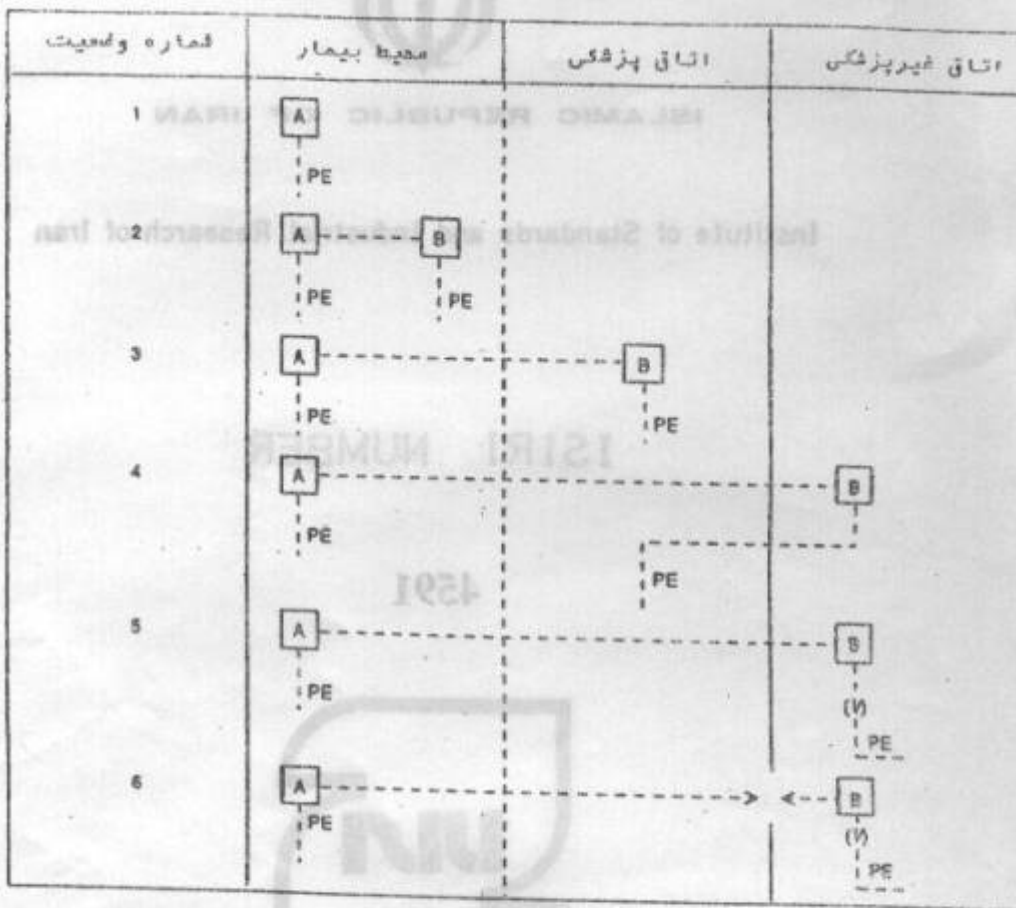 شماره وضعیت محیط بیمار اتاق پزشکی اتاق غیرپزشکی
ISLAMIC REPUBLIC OF IRAN
1 A
PE
Institute of Standards and Industrial Research of Iran
2 A B
PE PE
3 A B
PE PE
ISIRI NUMBER
4 A B
PE PE
4591
5 A B
PE PE
6 A B
PE PE